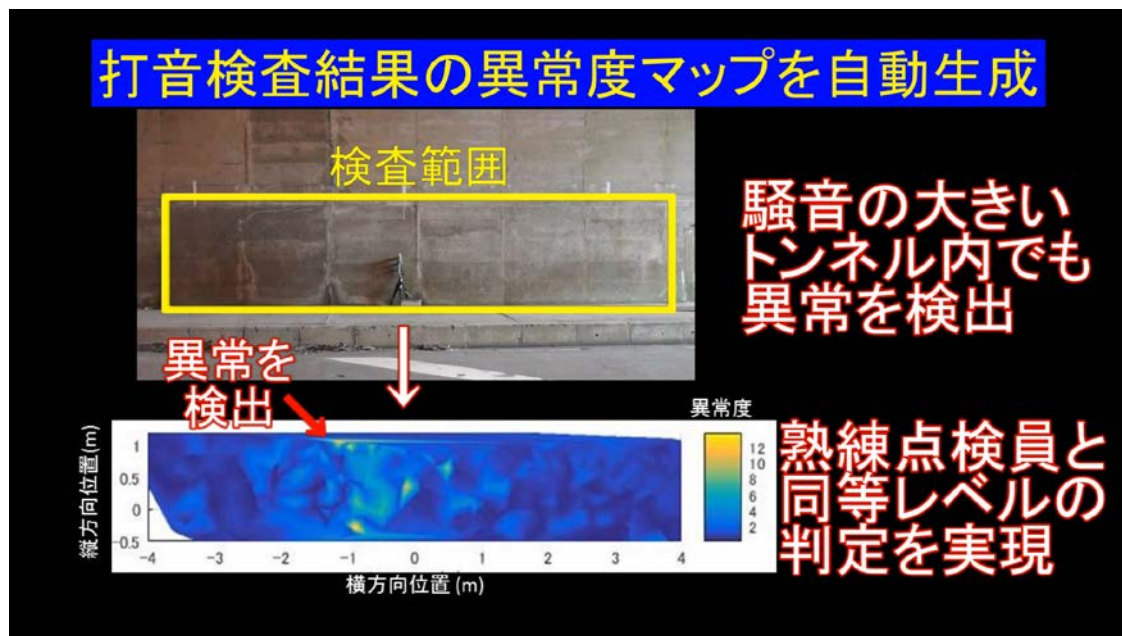 打音検査結果の異常度マップを自動生成
検査範囲
騒音の大きい
トンネル内でも
異常を検出
異常を
検出
異常度
12
10
8
6
4
2
縦方向位置(m)
1
0.5
0
-0.5
-4
-3
-2
-1
0
1
2
3
4
横方向位置(m)
熟練点検員と
同等レベルの
判定を実現